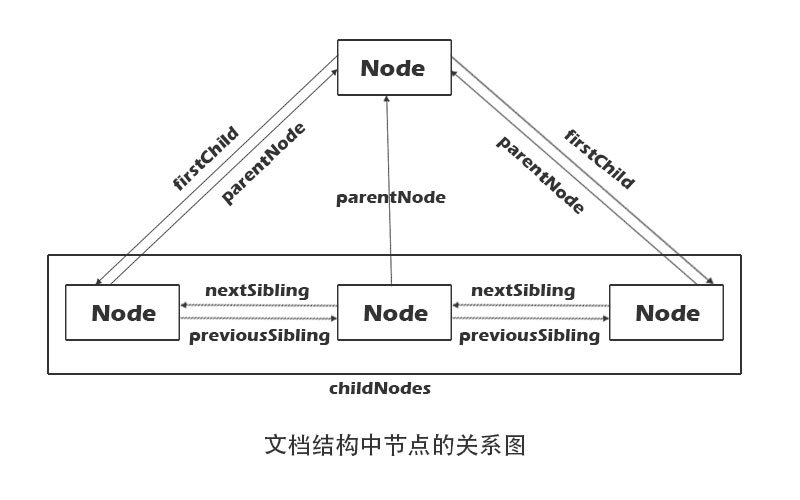 Node
firstChild
parentNode
parentNode
parentNode
firstChild
Node
nextSibling
previousSibling
Node
nextSibling
previousSibling
Node
childNodes
文档结构中节点的关系图